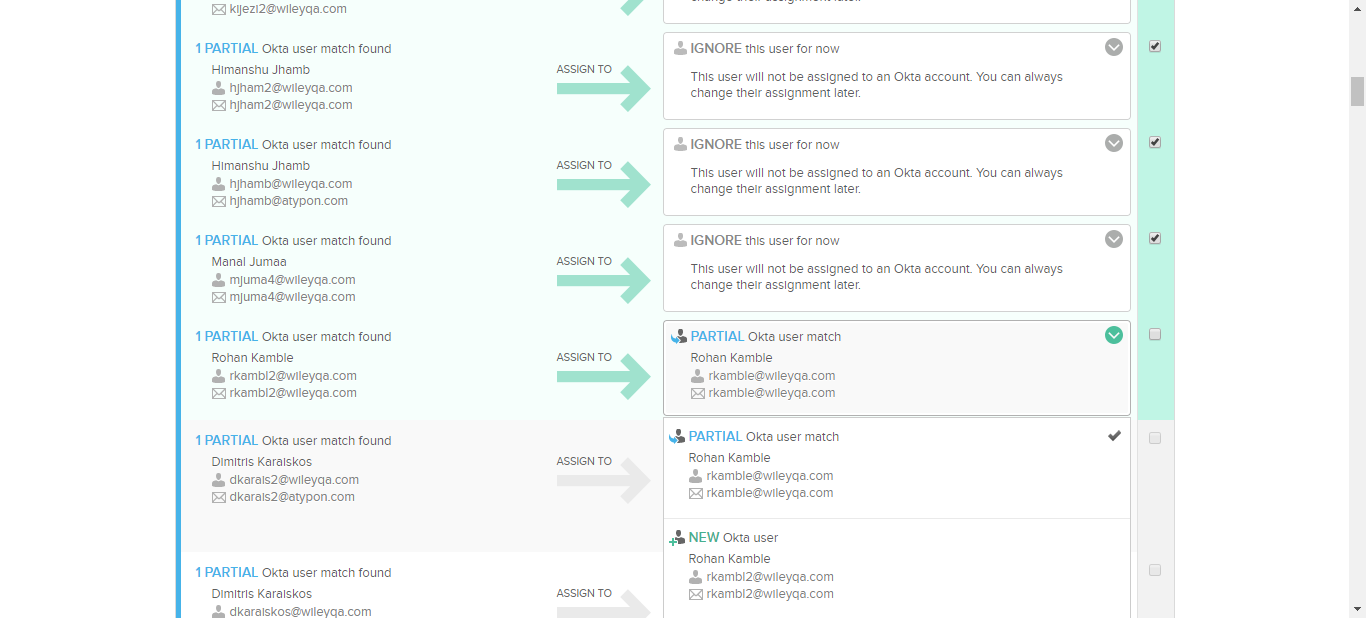 kijezi2@wileyqa.com
change their assignment later.
1 PARTIAL Okta user match found
Himanshu Jhamb
hjham2@wileyqa.com
hjham2@wileyqa.com
ASSIGN TO
IGNORE this user for now
This user will not be assigned to an Okta account. You can always
change their assignment later.
1 PARTIAL Okta user match found
Himanshu Jhamb
hjhamb@wileyqa.com
hjhamb@atypon.com
ASSIGN TO
IGNORE this user for now
This user will not be assigned to an Okta account. You can always
change their assignment later.
1 PARTIAL Okta user match found
Manal Jumaa
mjuma4@wileyqa.com
mjuma4@wileyqa.com
ASSIGN TO
IGNORE this user for now
This user will not be assigned to an Okta account. You can always
change their assignment later.
1 PARTIAL Okta user match found
Rohan Kamble
rkambl2@wileyqa.com
rkambl2@wileyqa.com
ASSIGN TO
PARTIAL Okta user match
Rohan Kamble
rkamble@wileyqa.com
rkamble@wileyqa.com
1 PARTIAL Okta user match found
Dimitris Karaiskos
dkarais2@wileyqa.com
dkarais2@atypon.com
ASSIGN TO
PARTIAL Okta user match
Rohan Kamble
rkamble@wileyqa.com
rkamble@wileyqa.com
NEW Okta user
Rohan Kamble
rkambl2@wileyqa.com
rkambl2@wileyqa.com
1 PARTIAL Okta user match found
Dimitris Karaiskos
dkaraiskos@wileyqa.com
ASSIGN TO